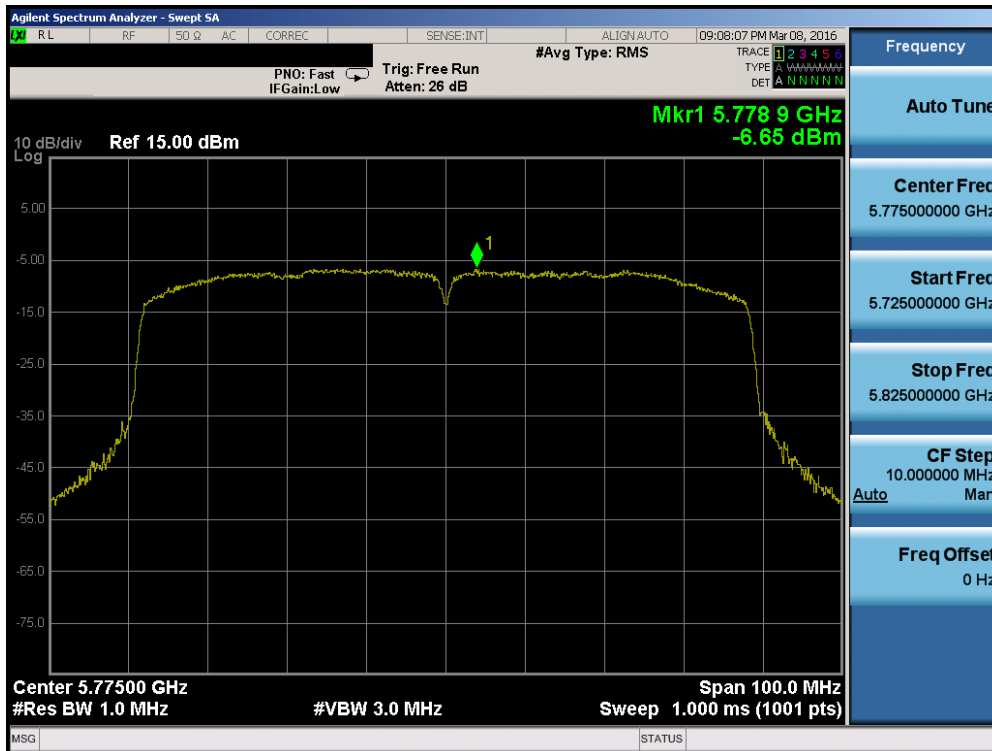 Agilent Spectrum Analyzer - Swept SA
LXI RL RF 50 Ω AC CORREC SENSE:INT ALIGNAUTO 09:08:07 PM Mar 08, 2016
#Avg Type: RMS
TRACE 1 2 3 4 5 6
TYPE A WWWWW
DET A N N N N N
PNO: Fast
IFGain:Low
Trig: Free Run
Atten: 26 dB
Mkr1 5.778 9 GHz
-6.65 dBm
10 dB/div
Log
Ref 15.00 dBm
5.00
-5.00
-15.0
-25.0
-35.0
-45.0
-55.0
-65.0
-75.0
1
Center 5.77500 GHz
Span 100.0 MHz
#Res BW 1.0 MHz
#VBW 3.0 MHz
Sweep 1.000 ms (1001 pts)
MSG
STATUS
Frequency
Auto Tune
Center Freq
5.775000000 GHz
Start Freq
5.725000000 GHz
Stop Freq
5.825000000 GHz
CF Step
10.000000 MHz
Auto Man
Freq Offset
0 Hz